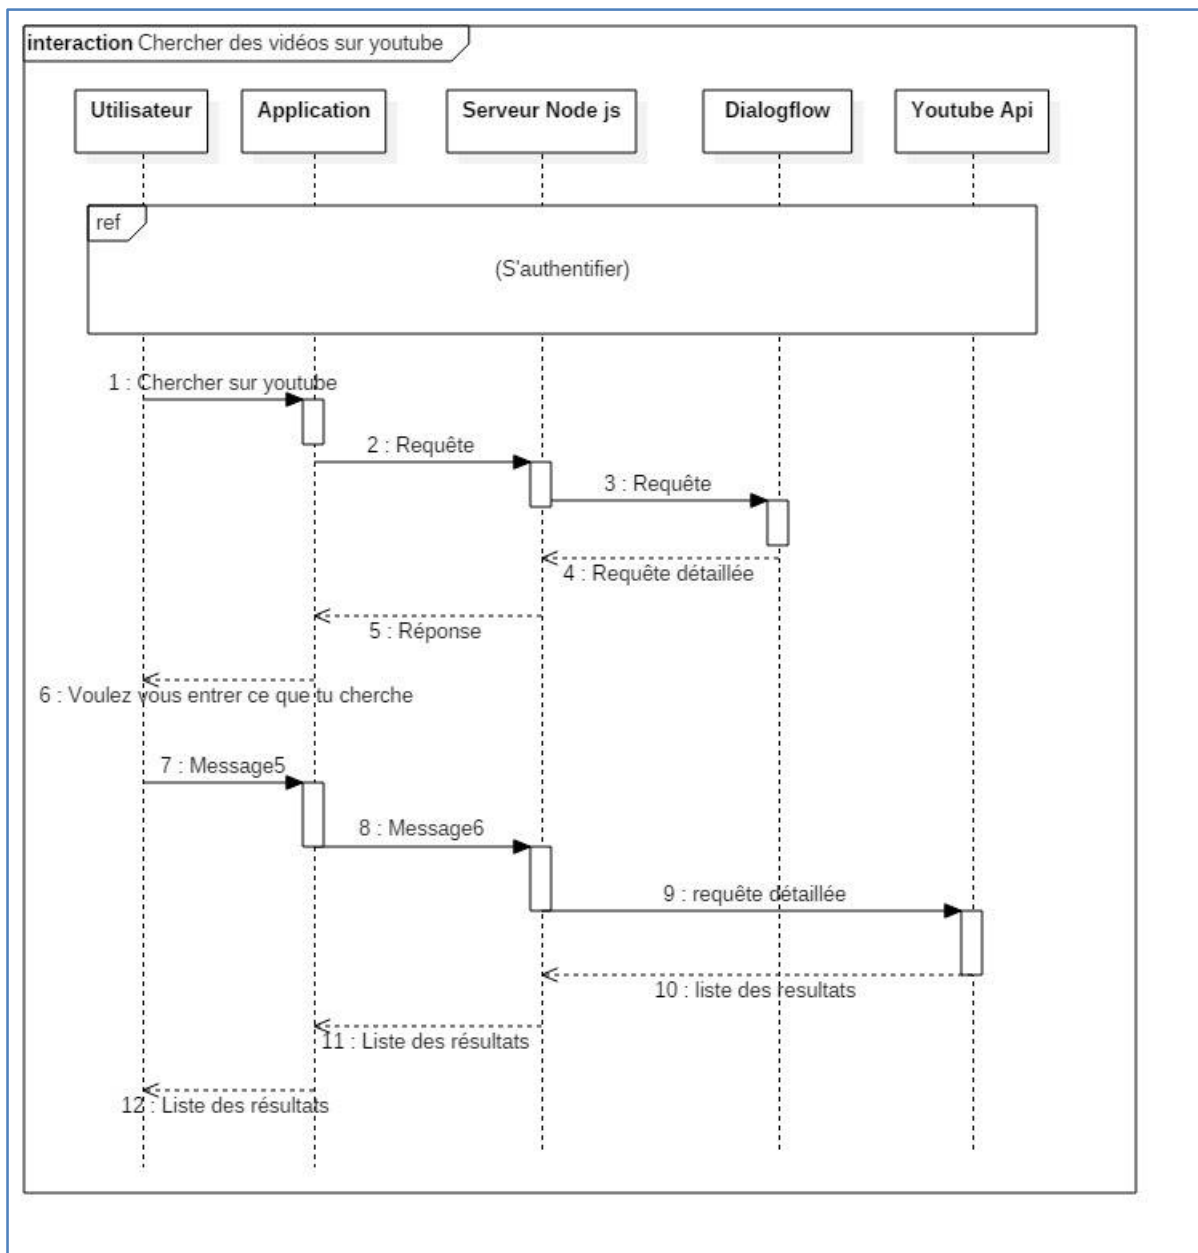 interaction Chercher des vidéos sur youtube
Utilisateur
Application
Serveur Node js
Dialogflow
Youtube Api
ref
(S'authentifier)
1 : Chercher sur youtube
2 : Requête
3 : Requête
4 : Requête détaillée
5 : Réponse
6 : Voulez vous entrer ce que tu cherche
7 : Message5
8 : Message6
9 : requête détaillée
10 : liste des resultats
11 : Liste des résultats
12 : Liste des résultats